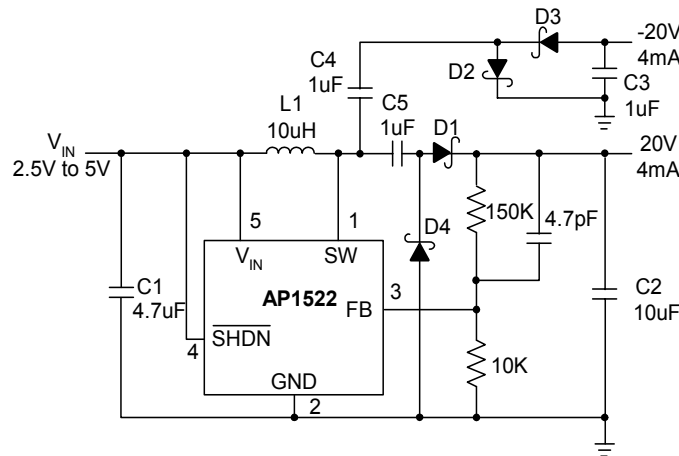 D3
-20V
4mA
C4
1uF
D2
C3
1uF
L1
10uH
C5
1uF
D1
VIN
2.5V to 5V
20V
4mA
5
1
150K
4.7pF
D4
VIN
SW
C1
4.7uF
AP1522
3
FB
C2
10uF
4
SHDN
10K
GND
2